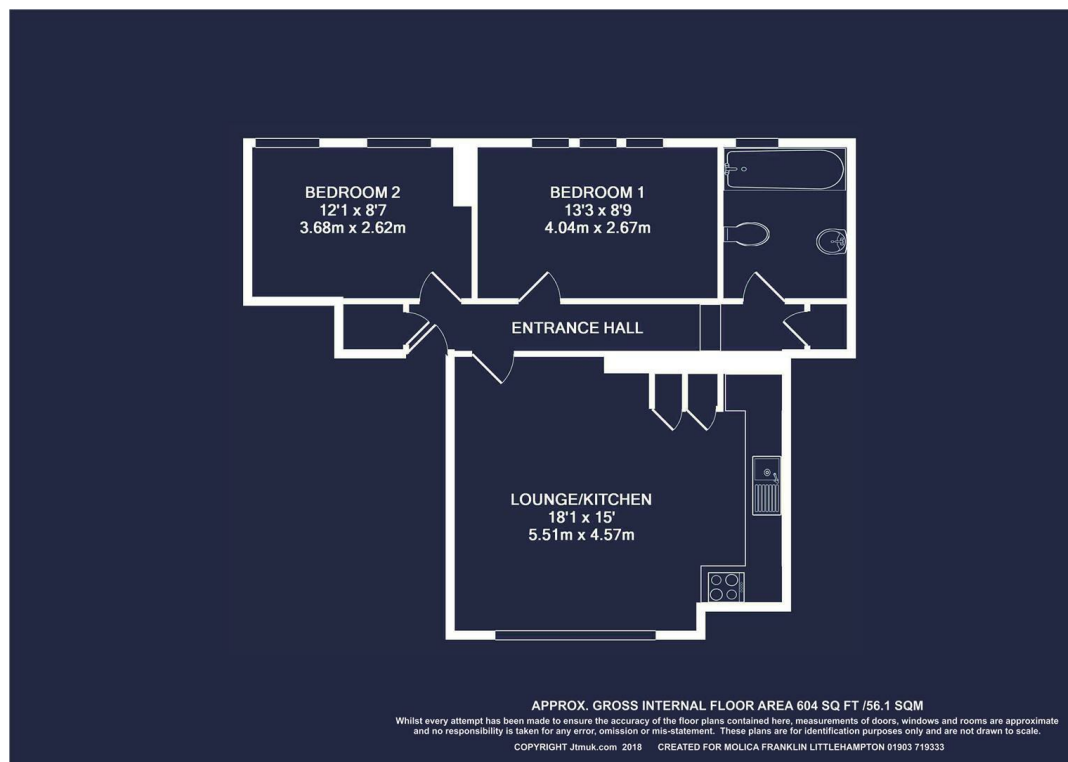 BEDROOM 2
12'1 x 8'7
3.68m x 2.62m
BEDROOM 1
13'3 x 8'9
4.04m x 2.67m
ENTRANCE HALL
LOUNGE/KITCHEN
18'1 x 15'
5.51m x 4.57m
APPROX. GROSS INTERNAL FLOOR AREA 604 SQ FT /56.1 SQM
Whilst every attempt has been made to ensure the accuracy of the floor plans contained here, measurements of doors, windows and rooms are approximate
and no responsibility is taken for any error, omission or mis-statement. These plans are for identification purposes only and are not drawn to scale.
COPYRIGHT Jtmuk.com 2018 CREATED FOR MOLICA FRANKLIN LITTLEHAMPTON 01903 719333